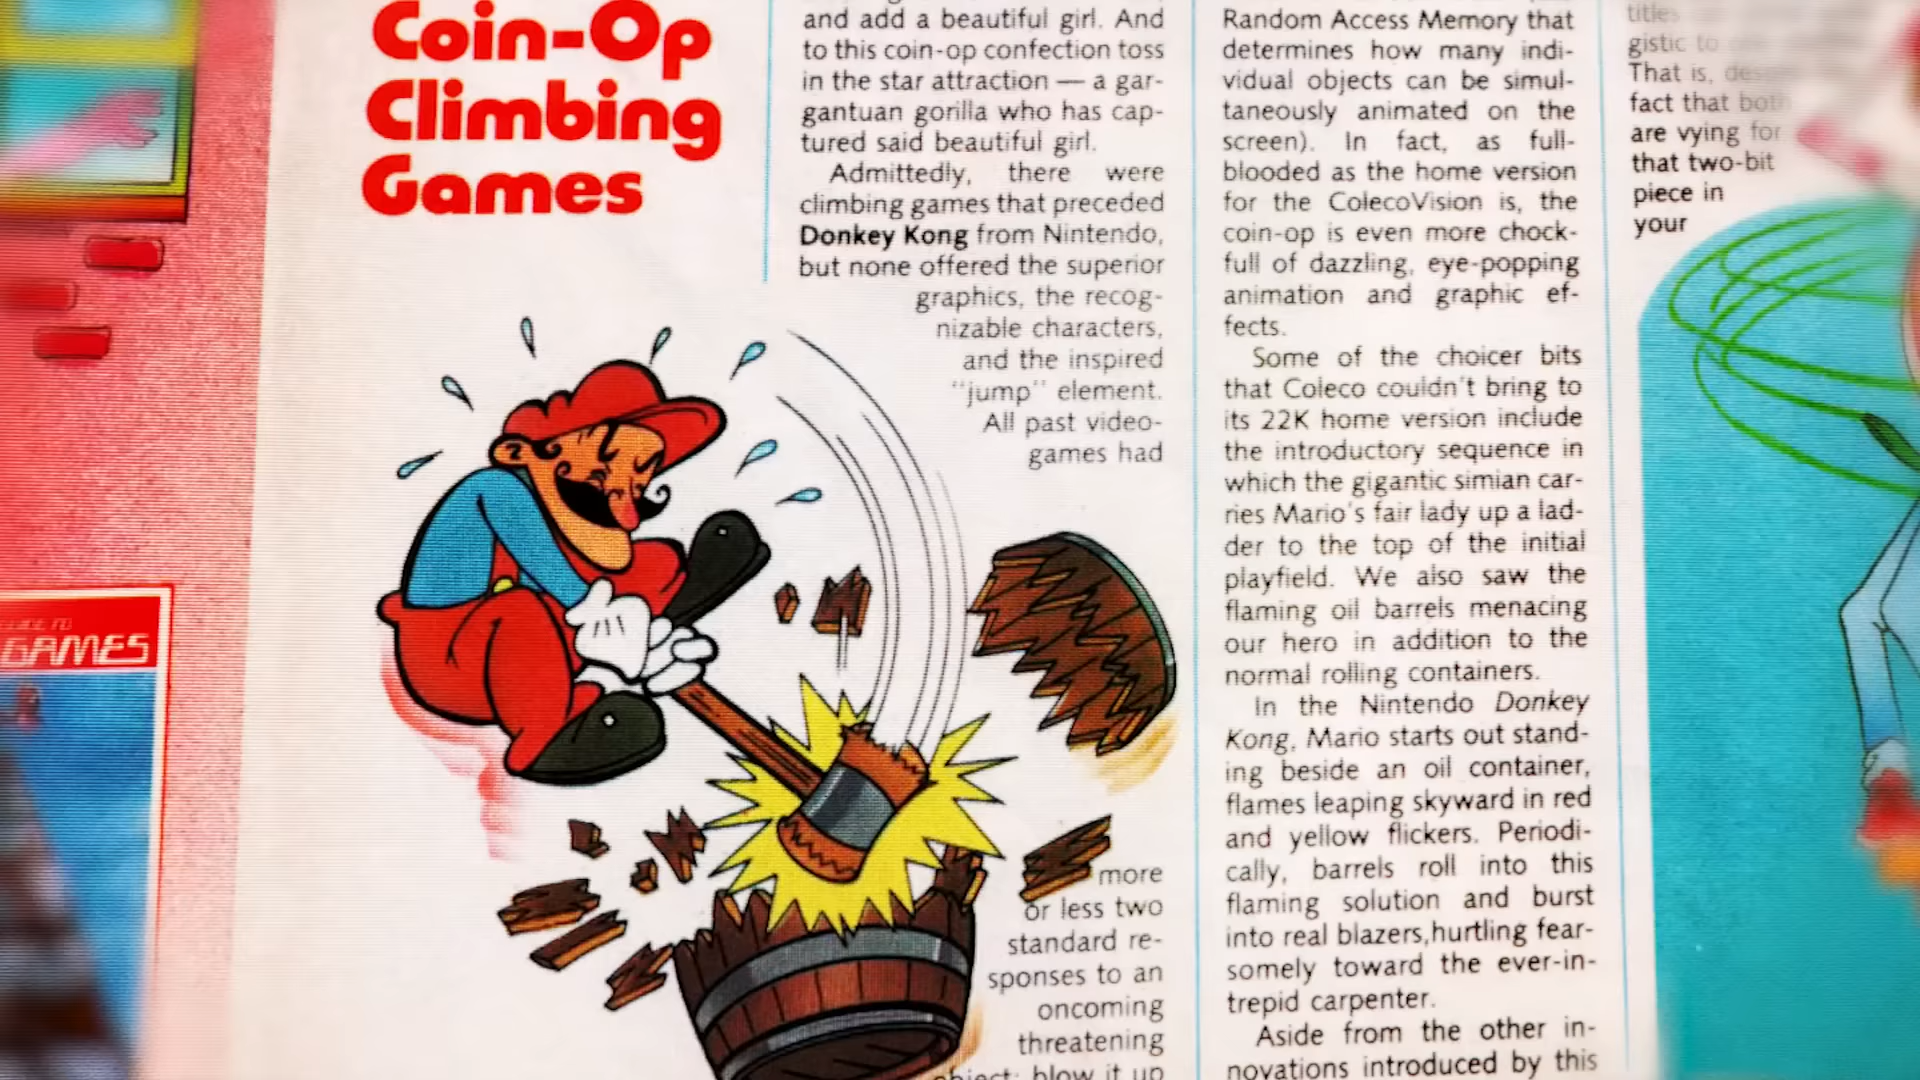 Coin-Op
Climbing
Games
and add a beautiful girl. And
to this coin-op confection toss
in the star attraction — a gar-
gantuan gorilla who has cap-
tured said beautiful girl.
Admittedly, there were
climbing games that preceded
Donkey Kong from Nintendo,
but none offered the superior
graphics, the recog-
nizable characters,
and the inspired
"jump" element.
All past video-
games had
more
or less two
standard re-
sponses to an
oncoming
threatening
object: blow it up
Random Access Memory that
determines how many indi-
vidual objects can be simul-
taneously animated on the
screen). In fact, as full-
blooded as the home version
for the ColecoVision is, the
coin-op is even more chock-
full of dazzling, eye-popping
animation and graphic ef-
fects.
Some of the choicer bits
that Coleco couldn't bring to
its 22K home version include
the introductory sequence in
which the gigantic simian car-
ries Mario's fair lady up a lad-
der to the top of the initial
playfield. We also saw the
flaming oil barrels menacing
our hero in addition to the
normal rolling containers.
In the Nintendo Donkey
Kong, Mario starts out stand-
ing beside an oil container,
flames leaping skyward in red
and yellow flickers. Periodi-
cally, barrels roll into this
flaming solution and burst
into real blazers,hurtling fear-
somely toward the ever-in-
trepid carpenter.
Aside from the other in-
novations introduced by this
titles
gistic to
That is,
fact that both
are vying for
that two-bit
piece in
your
GUIDE TO
GAMES